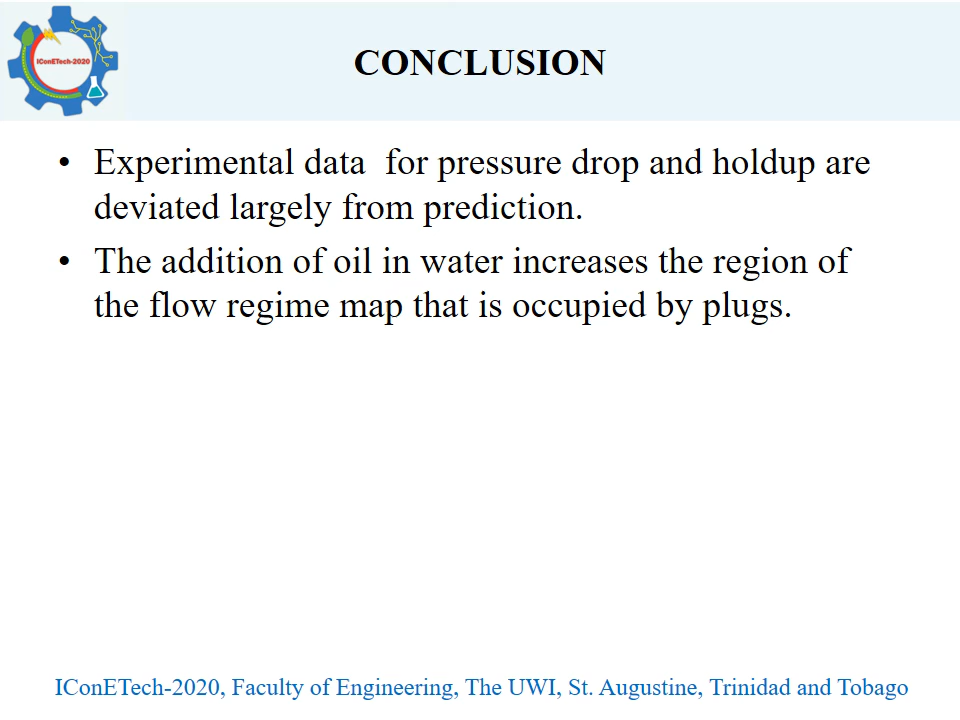 IConETech-2020
CONCLUSION
• Experimental data  for pressure drop and holdup are
deviated largely from prediction.
• The addition of oil in water increases the region of
the flow regime map that is occupied by plugs.
IConETech-2020, Faculty of Engineering, The UWI, St. Augustine, Trinidad and Tobago